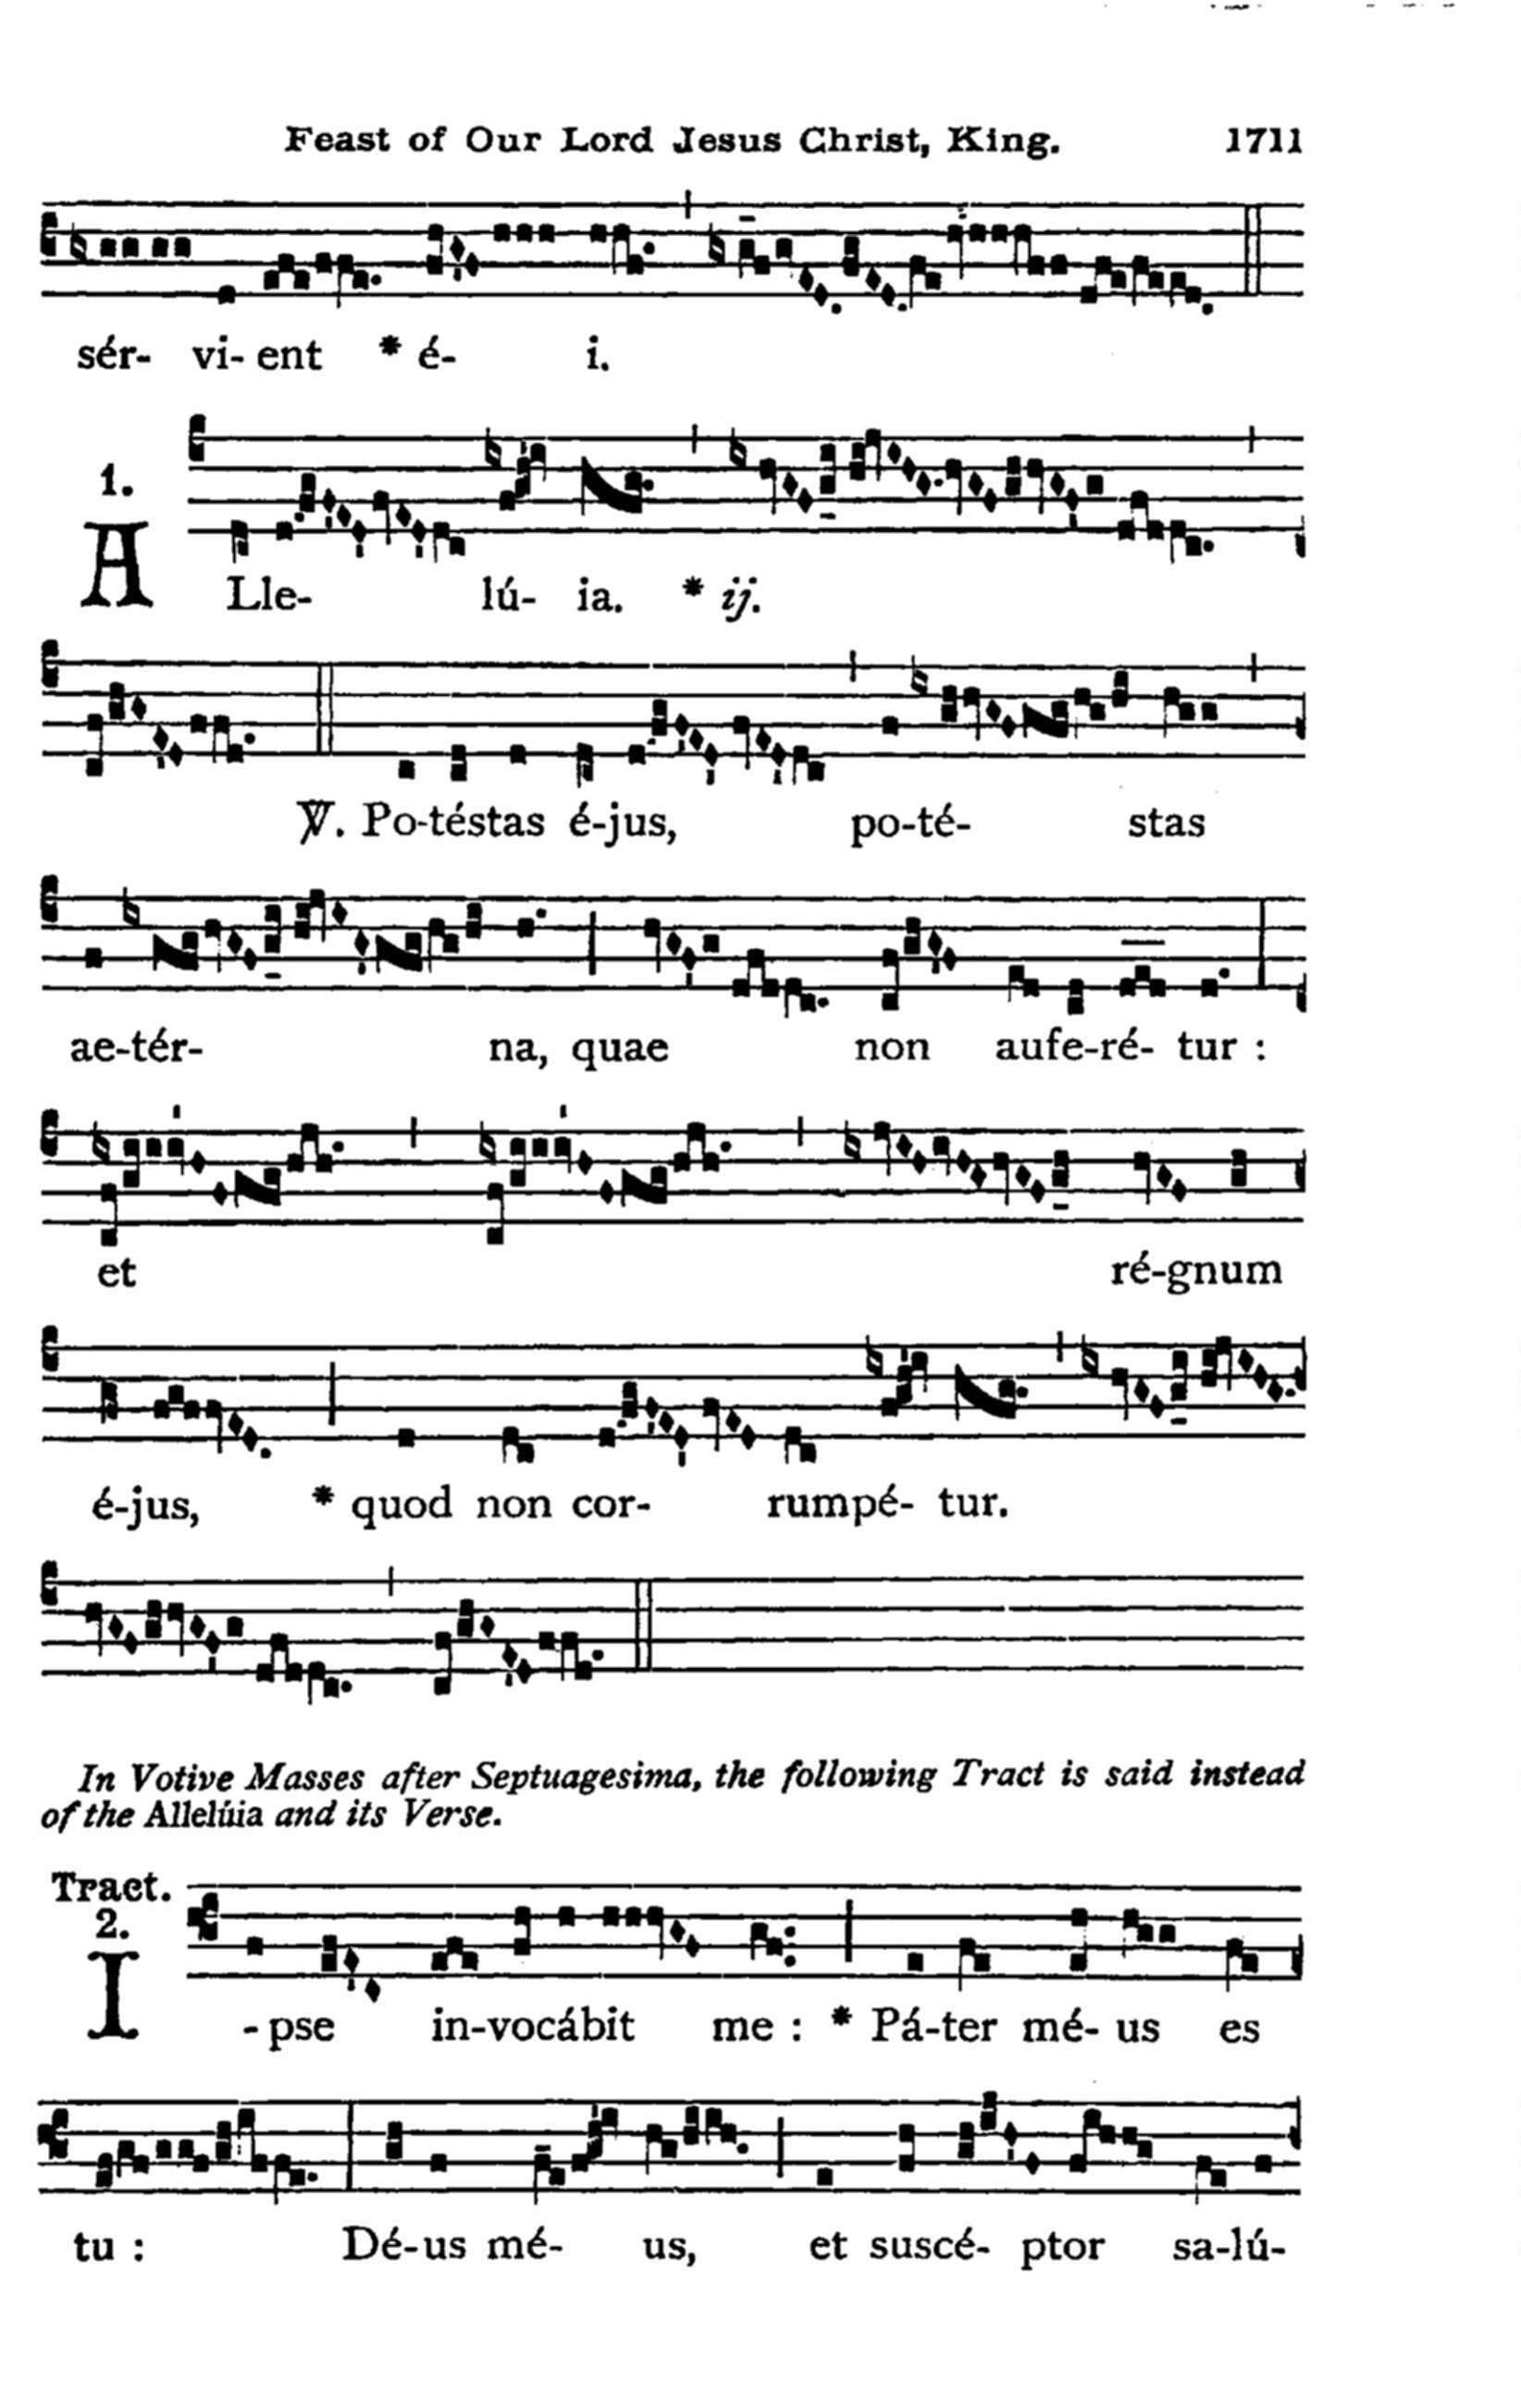 Feast of Our Lord Jesus Christ, King. 1711
sér- vi- ent * é- i.
1.
A Lle- lú- ia. * ij.
℣. Po-téstas é-jus, po-té- stas
ae-tér- na, quae non aufe-ré- tur :
et ré-gnum
é-jus, * quod non cor- rumpé- tur.
In Votive Masses after Septuagesima, the following Tract is said instead
of the Allelúia and its Verse.
Tract.
2.
I -pse in-vocábit me : * Pá-ter mé- us es
tu : Dé-us mé- us, et suscé- ptor sa-lú-